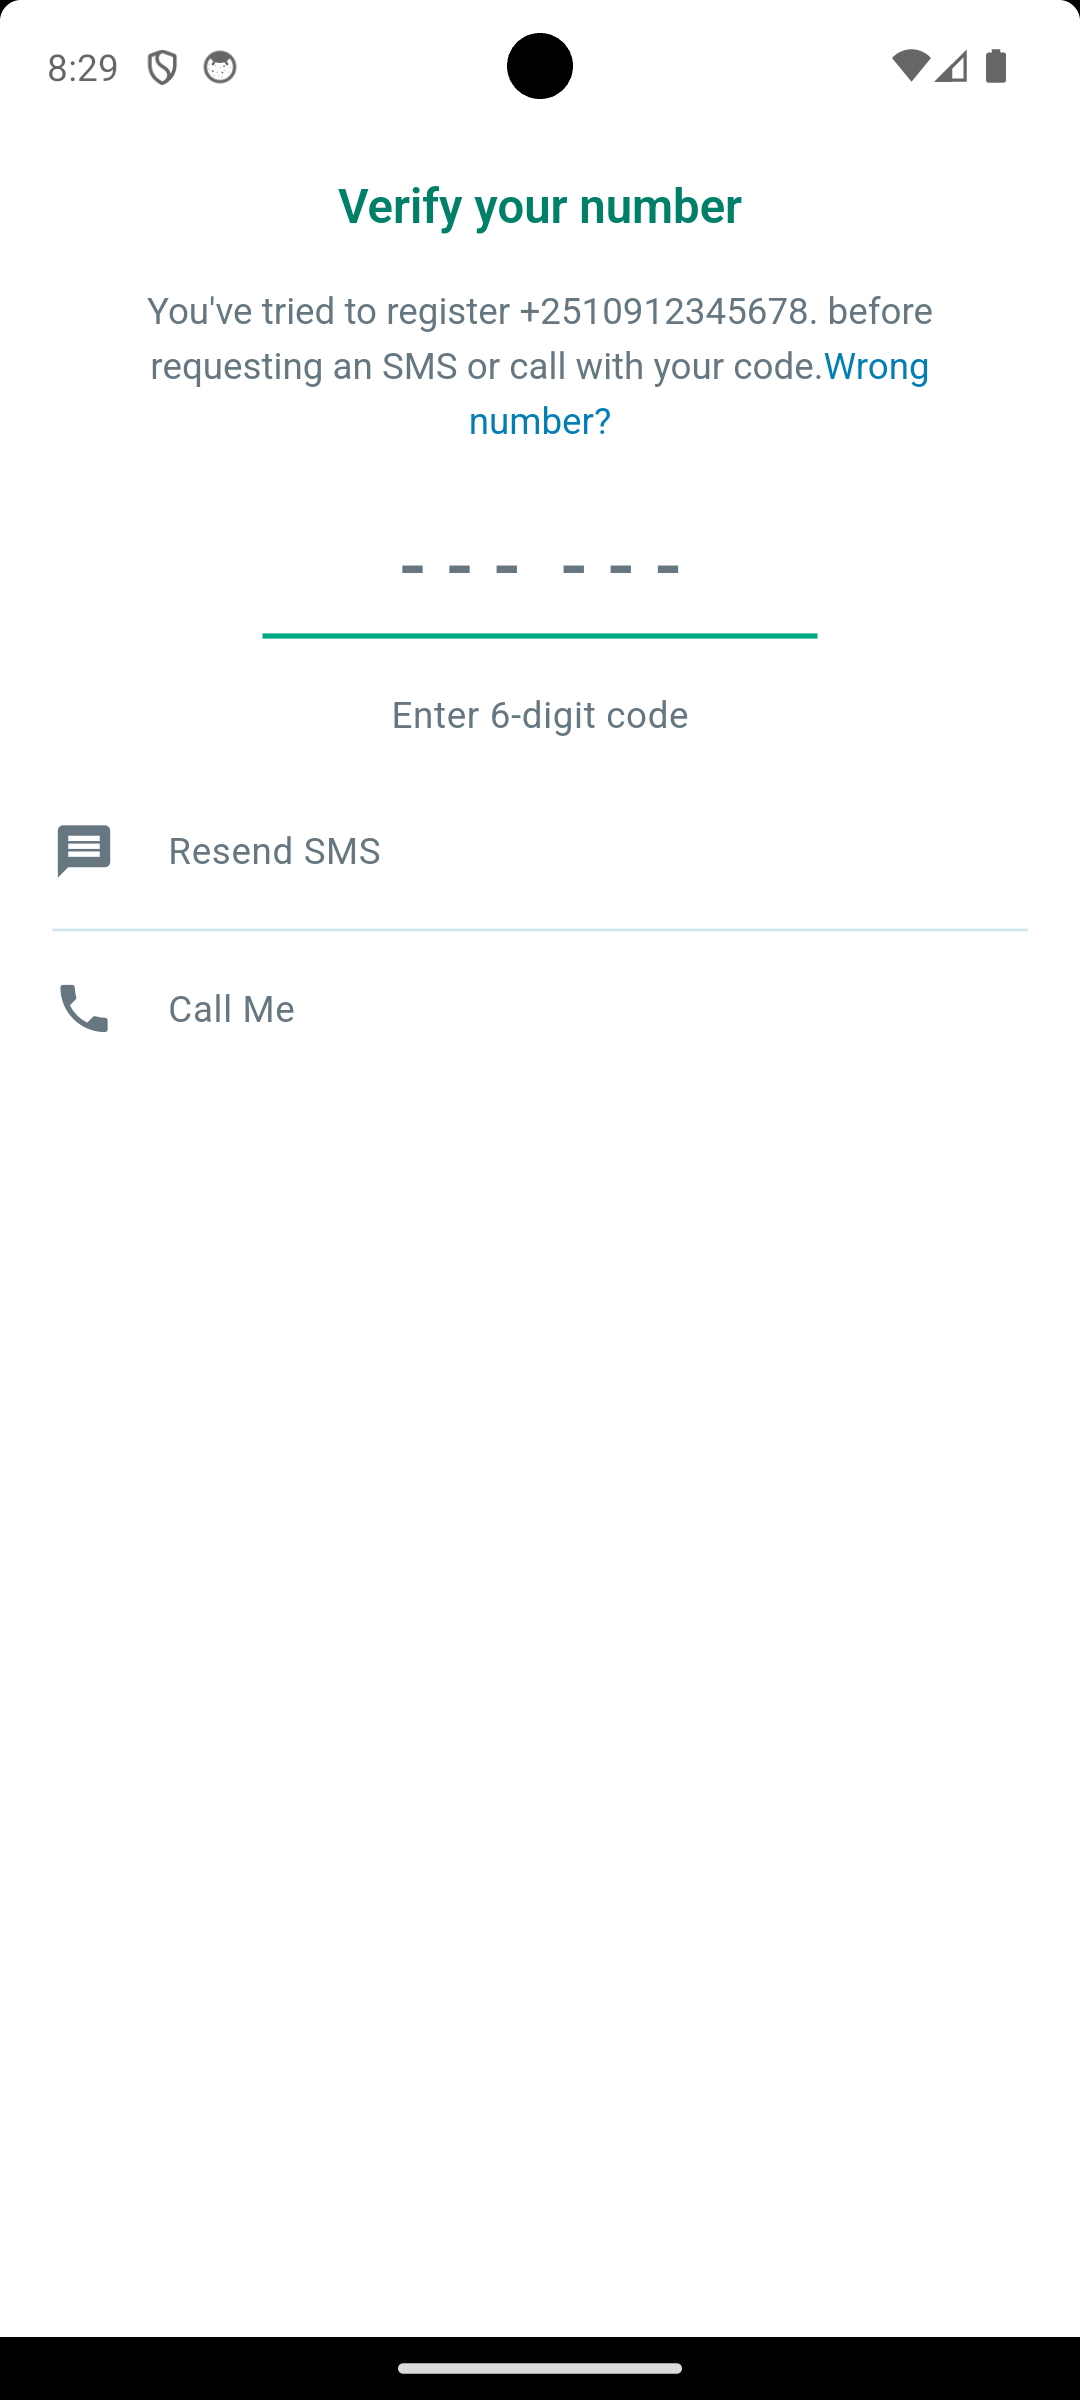 8:29
Verify your number
You've tried to register +2510912345678. before
requesting an SMS or call with your code.Wrong
number?
- - - - - -
Enter 6-digit code
Resend SMS
Call Me